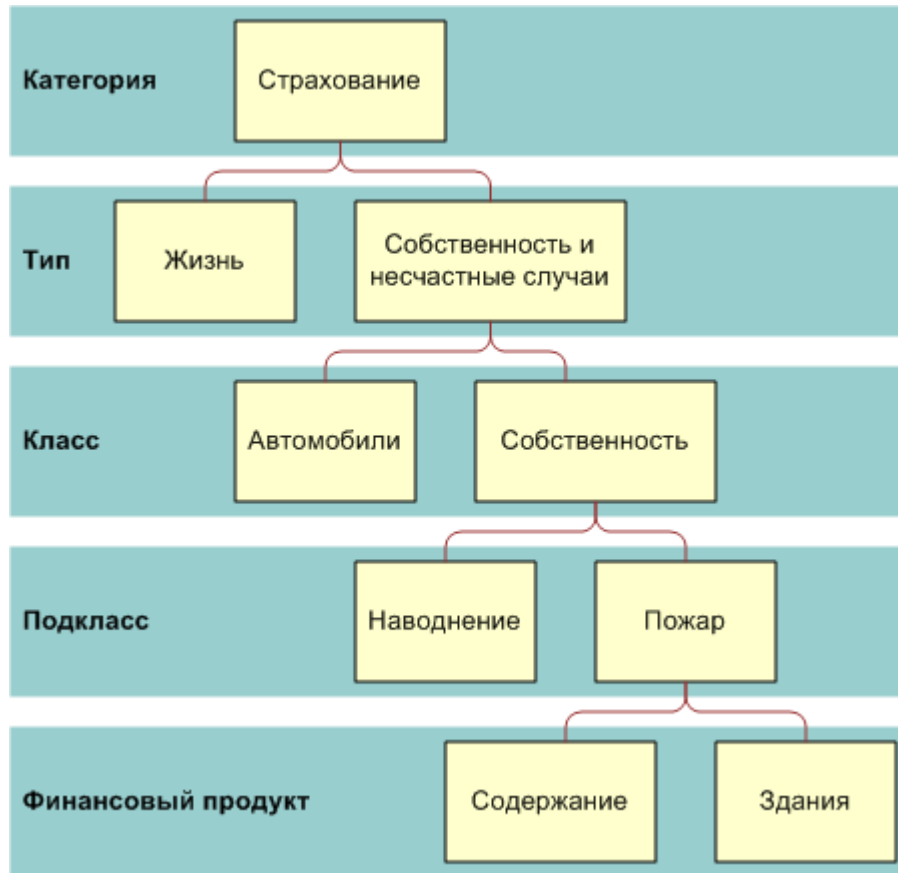 Категория
Страхование
Тип
Жизнь
Собственность и
несчастные случаи
Класс
Автомобили
Собственность
Подкласс
Наводнение
Пожар
Финансовый продукт
Содержание
Здания